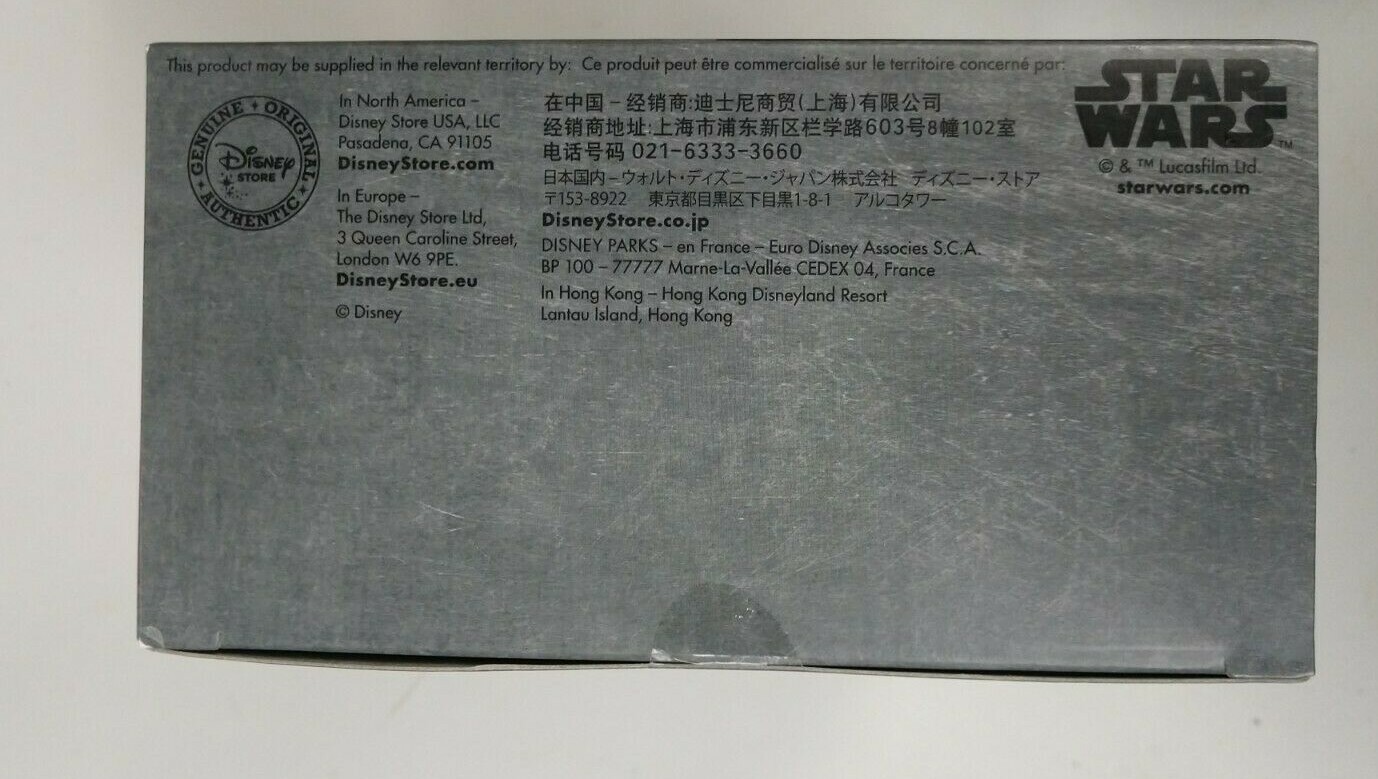 This product may be supplied in the relevant territory by: Ce produit peut être commercialisé sur le territoire concerné par:
GENUINE ORIGINAL
Disney
STORE
AUTHENTIC
In North America –
Disney Store USA, LLC
Pasadena, CA 91105
DisneyStore.com
In Europe –
The Disney Store Ltd,
3 Queen Caroline Street,
London W6 9PE.
DisneyStore.eu
© Disney
在中国 – 经销商:迪士尼商贸(上海)有限公司
经销商地址:上海市浦东新区栏学路603号8幢102室
电话号码 021-6333-3660
日本国内 – ウォルト・ディズニー・ジャパン株式会社 ディズニー・ストア
〒153-8922 東京都目黒区下目黒1-8-1 アルコタワー
DisneyStore.co.jp
DISNEY PARKS – en France – Euro Disney Associes S.C.A.
BP 100 – 77777 Marne-La-Vallée CEDEX 04, France
In Hong Kong – Hong Kong Disneyland Resort
Lantau Island, Hong Kong
STAR
WARS™
© & ™ Lucasfilm Ltd.
starwars.com